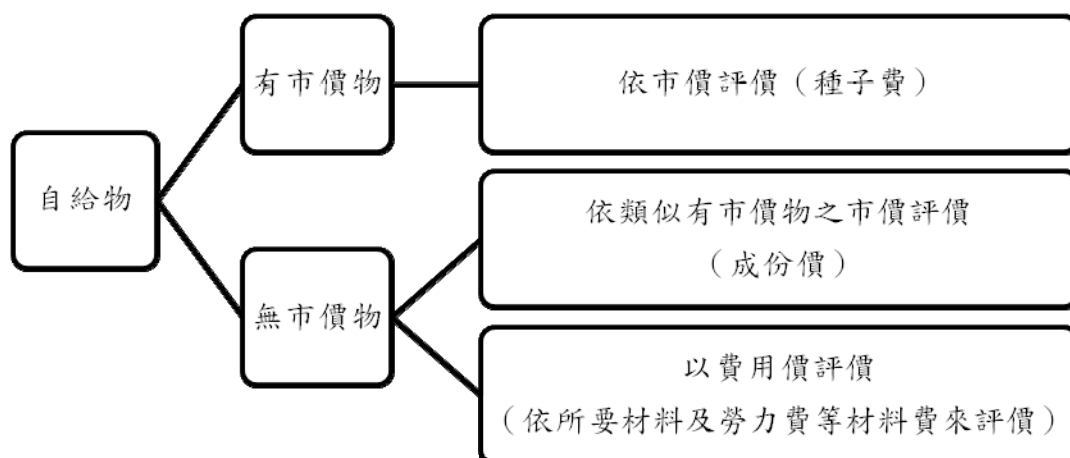 自給物
有市價物
依市價評價（種子費）
無市價物
依類似有市價物之市價評價
（成份價）
以費用價評價
（依所要材料及勞力費等材料費來評價）